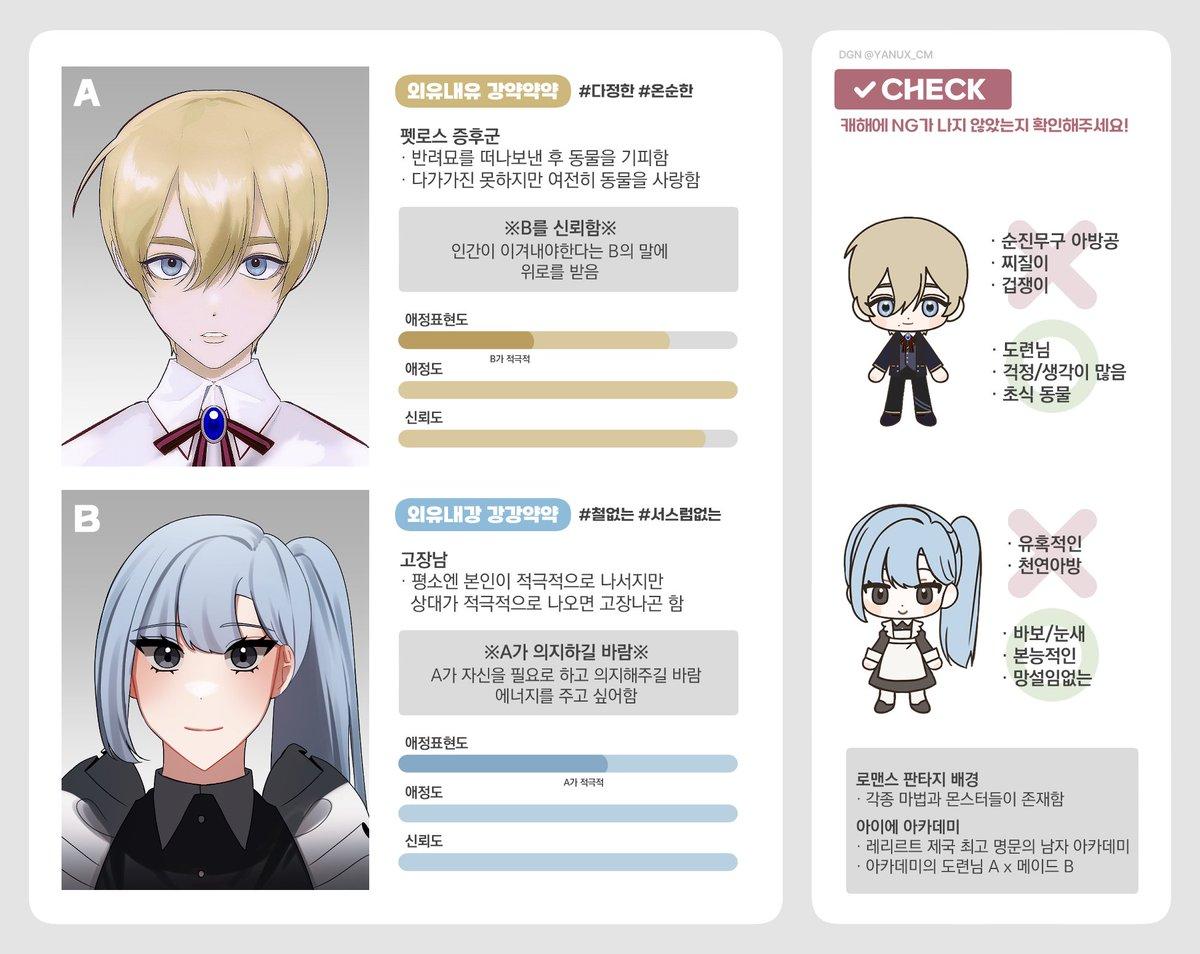 A
외유내유 강약약약 #다정한 #온순한
펫로스 증후군
· 반려묘를 떠나보낸 후 동물을 기피함
· 다가가진 못하지만 여전히 동물을 사랑함
※B를 신뢰함※
인간이 이겨내야한다는 B의 말에
위로를 받음
애정표현도
B가 적극적
애정도
신뢰도
B
외유내강 강강약약 #철없는 #서스럼없는
고장남
· 평소엔 본인이 적극적으로 나서지만
상대가 적극적으로 나오면 고장나곤 함
※A가 의지하길 바람※
A가 자신을 필요로 하고 의지해주길 바람
에너지를 주고 싶어함
애정표현도
A가 적극적
애정도
신뢰도
DGN @YANUX_CM
CHECK
캐해에 NG가 나지 않았는지 확인해주세요!
· 순진무구 아방공
· 찌질이
· 겁쟁이
· 도련님
· 걱정/생각이 많음
· 초식 동물
· 유혹적인
· 천연아방
· 바보/눈새
· 본능적인
· 망설임없는
로맨스 판타지 배경
· 각종 마법과 몬스터들이 존재함
아이에 아카데미
· 레리르트 제국 최고 명문의 남자 아카데미
· 아카데미의 도련님 A x 메이드 B